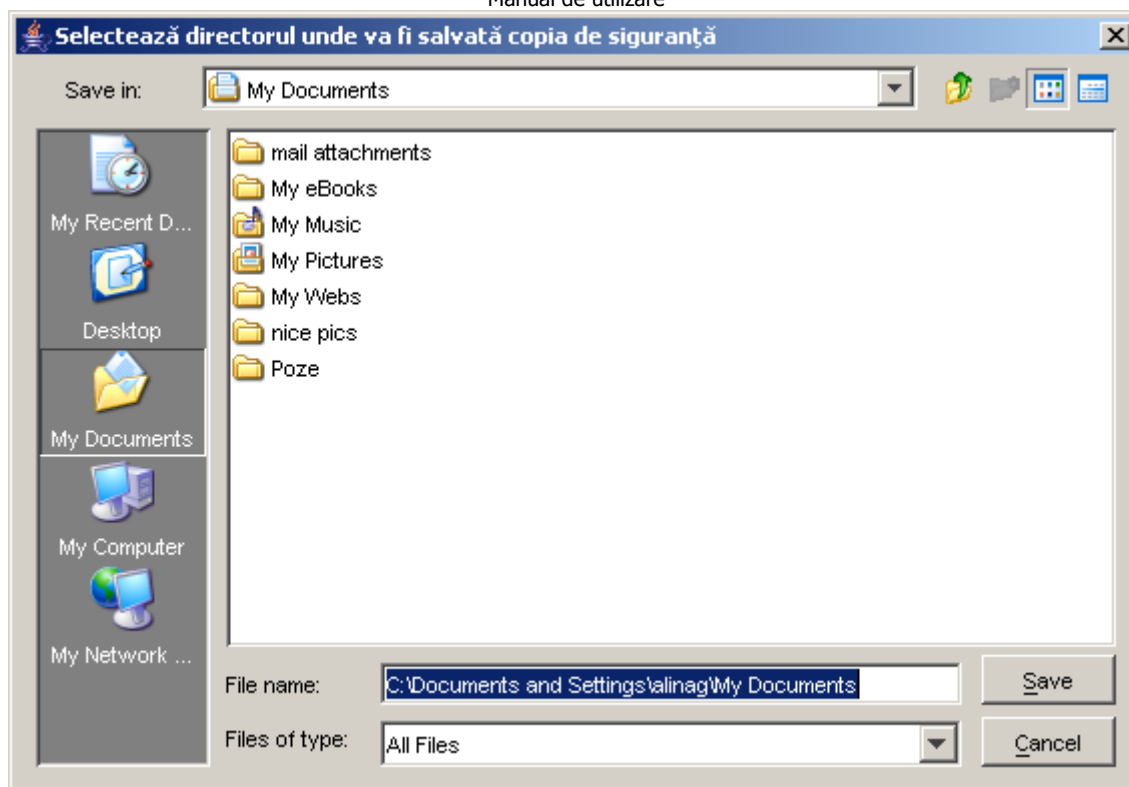 Manual de utilizare
Selectează directorul unde va fi salvată copia de siguranţă
Save in: My Documents
mail attachments
My eBooks
My Music
My Pictures
My Webs
nice pics
Poze
My Recent D...
Desktop
My Documents
My Computer
My Network ...
File name: C:\Documents and Settings\alinag\My Documents Save
Files of type: All Files Cancel